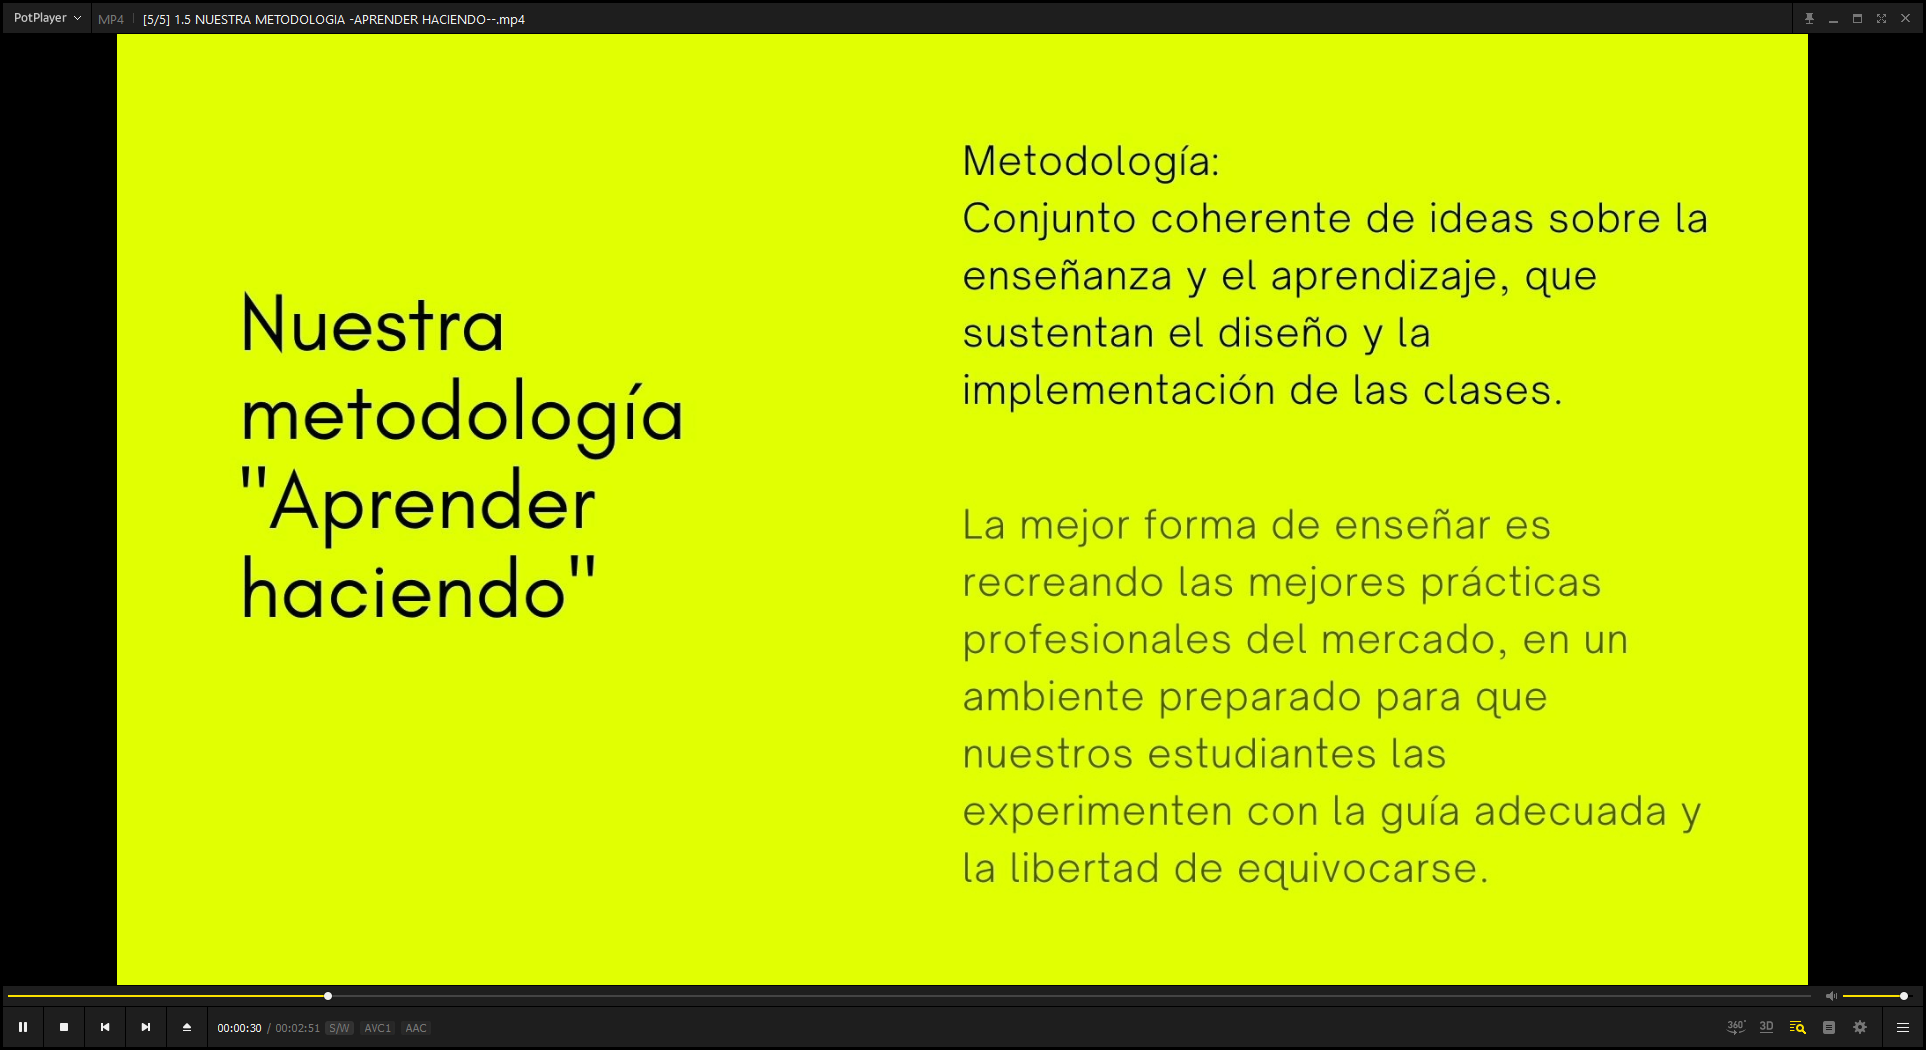 PotPlayer
MP4
[5/5] 1.5 NUESTRA METODOLOGIA -APRENDER HACIENDO--.mp4
Nuestra
metodología
"Aprender
haciendo"
Metodología:
Conjunto coherente de ideas sobre la
enseñanza y el aprendizaje, que
sustentan el diseño y la
implementación de las clases.
La mejor forma de enseñar es
recreando las mejores prácticas
profesionales del mercado, en un
ambiente preparado para que
nuestros estudiantes las
experimenten con la guía adecuada y
la libertad de equivocarse.
00:00:30 / 00:02:51 S/W AVC1 AAC
360° 3D